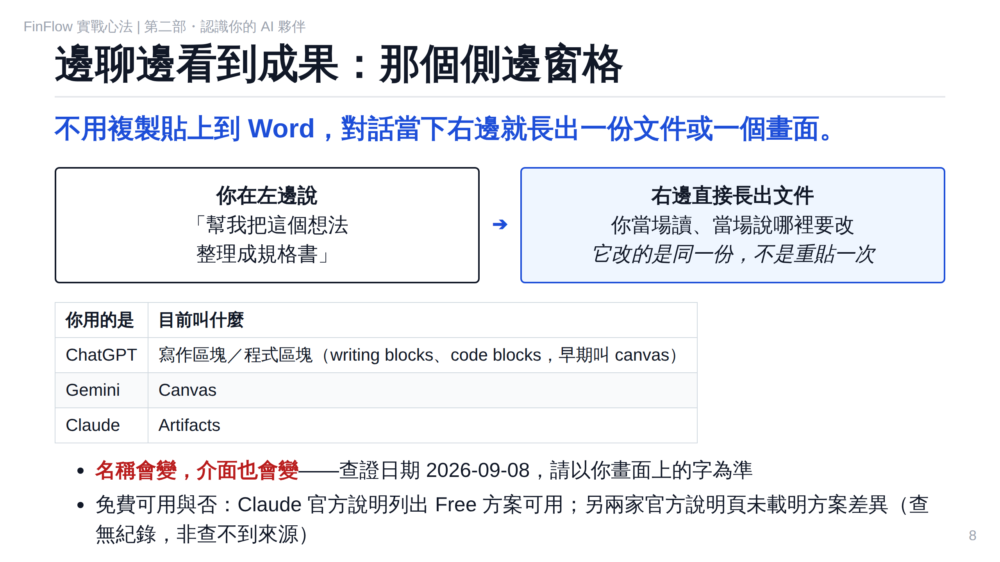 FinFlow 實戰心法 | 第二部・認識你的 AI 夥伴
邊聊邊看到成果：那個側邊窗格
不用複製貼上到 Word，對話當下右邊就長出一份文件或一個畫面。
你在左邊說
「幫我把這個想法
整理成規格書」
➔
右邊直接長出文件
你當場讀、當場說哪裡要改
它改的是同一份，不是重貼一次
你用的是 目前叫什麼
ChatGPT 寫作區塊／程式區塊（writing blocks、code blocks，早期叫 canvas）
Gemini Canvas
Claude Artifacts
• 名稱會變，介面也會變——查證日期 2026-09-08，請以你畫面上的字為準
• 免費可用與否：Claude 官方說明列出 Free 方案可用；另兩家官方說明頁未載明方案差異（查
無紀錄，非查不到來源）
8